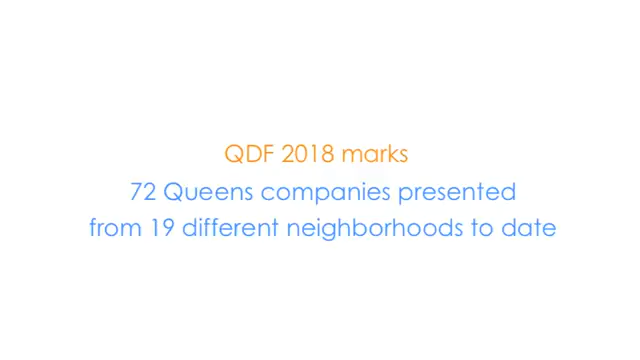 QDF 2018 marks
72 Queens companies presented
from 19 different neighborhoods to date